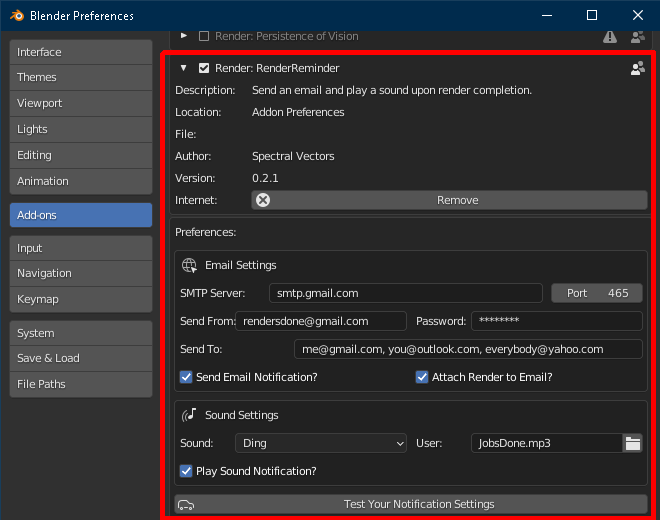 Blender Preferences
Interface
Themes
Viewport
Lights
Editing
Animation
Add-ons
Input
Navigation
Keymap
System
Save & Load
File Paths
Render: Persistence of Vision
Render: RenderReminder
Description: Send an email and play a sound upon render completion.
Location: Addon Preferences
File:
Author: Spectral Vectors
Version: 0.2.1
Internet: Remove
Preferences:
Email Settings
SMTP Server: smtp.gmail.com Port 465
Send From: rendersdone@gmail.com Password: ********
Send To: me@gmail.com, you@outlook.com, everybody@yahoo.com
Send Email Notification? Attach Render to Email?
Sound Settings
Sound: Ding User: JobsDone.mp3
Play Sound Notification?
Test Your Notification Settings